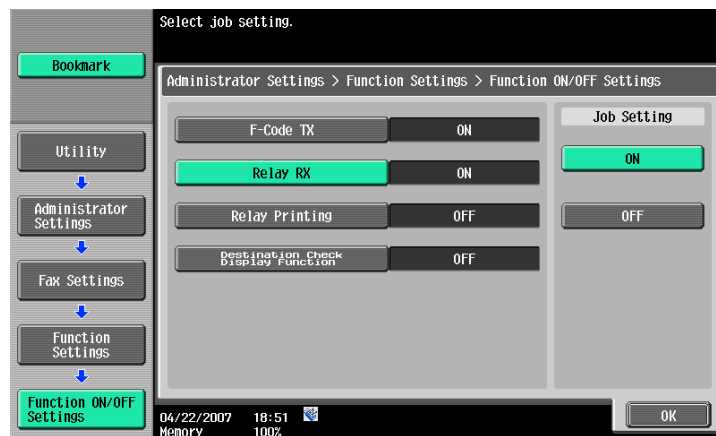 Select job setting.
Bookmark
Administrator Settings > Function Settings > Function ON/OFF Settings
Utility
Administrator
Settings
Fax Settings
Function
Settings
Function ON/OFF
Settings
F-Code TX ON
Relay RX ON
Relay Printing OFF
Destination Check
Display Function OFF
Job Setting
ON
OFF
04/22/2007 18:51
Memory 100%
OK